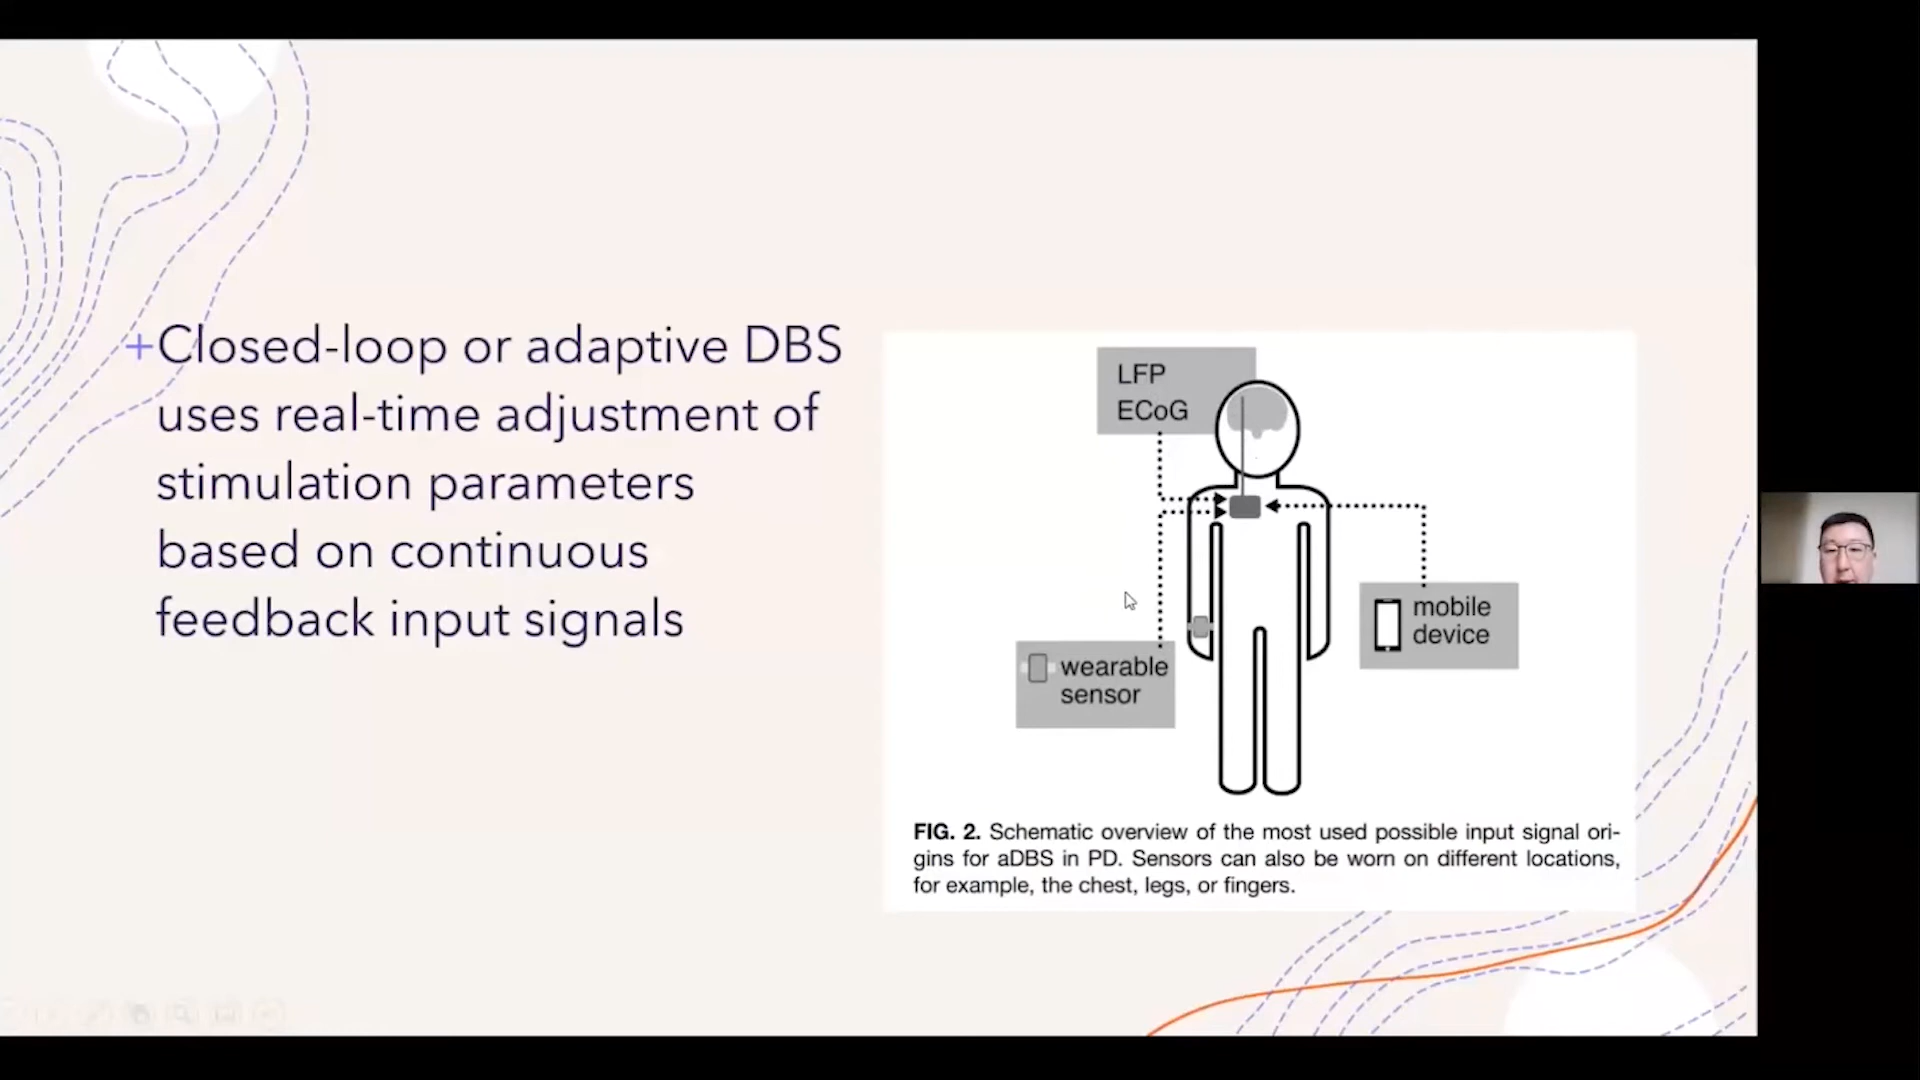 +Closed-loop or adaptive DBS
uses real-time adjustment of
stimulation parameters
based on continuous
feedback input signals
LFP
ECoG
mobile
device
wearable
sensor
FIG. 2. Schematic overview of the most used possible input signal ori-
gins for aDBS in PD. Sensors can also be worn on different locations,
for example, the chest, legs, or fingers.